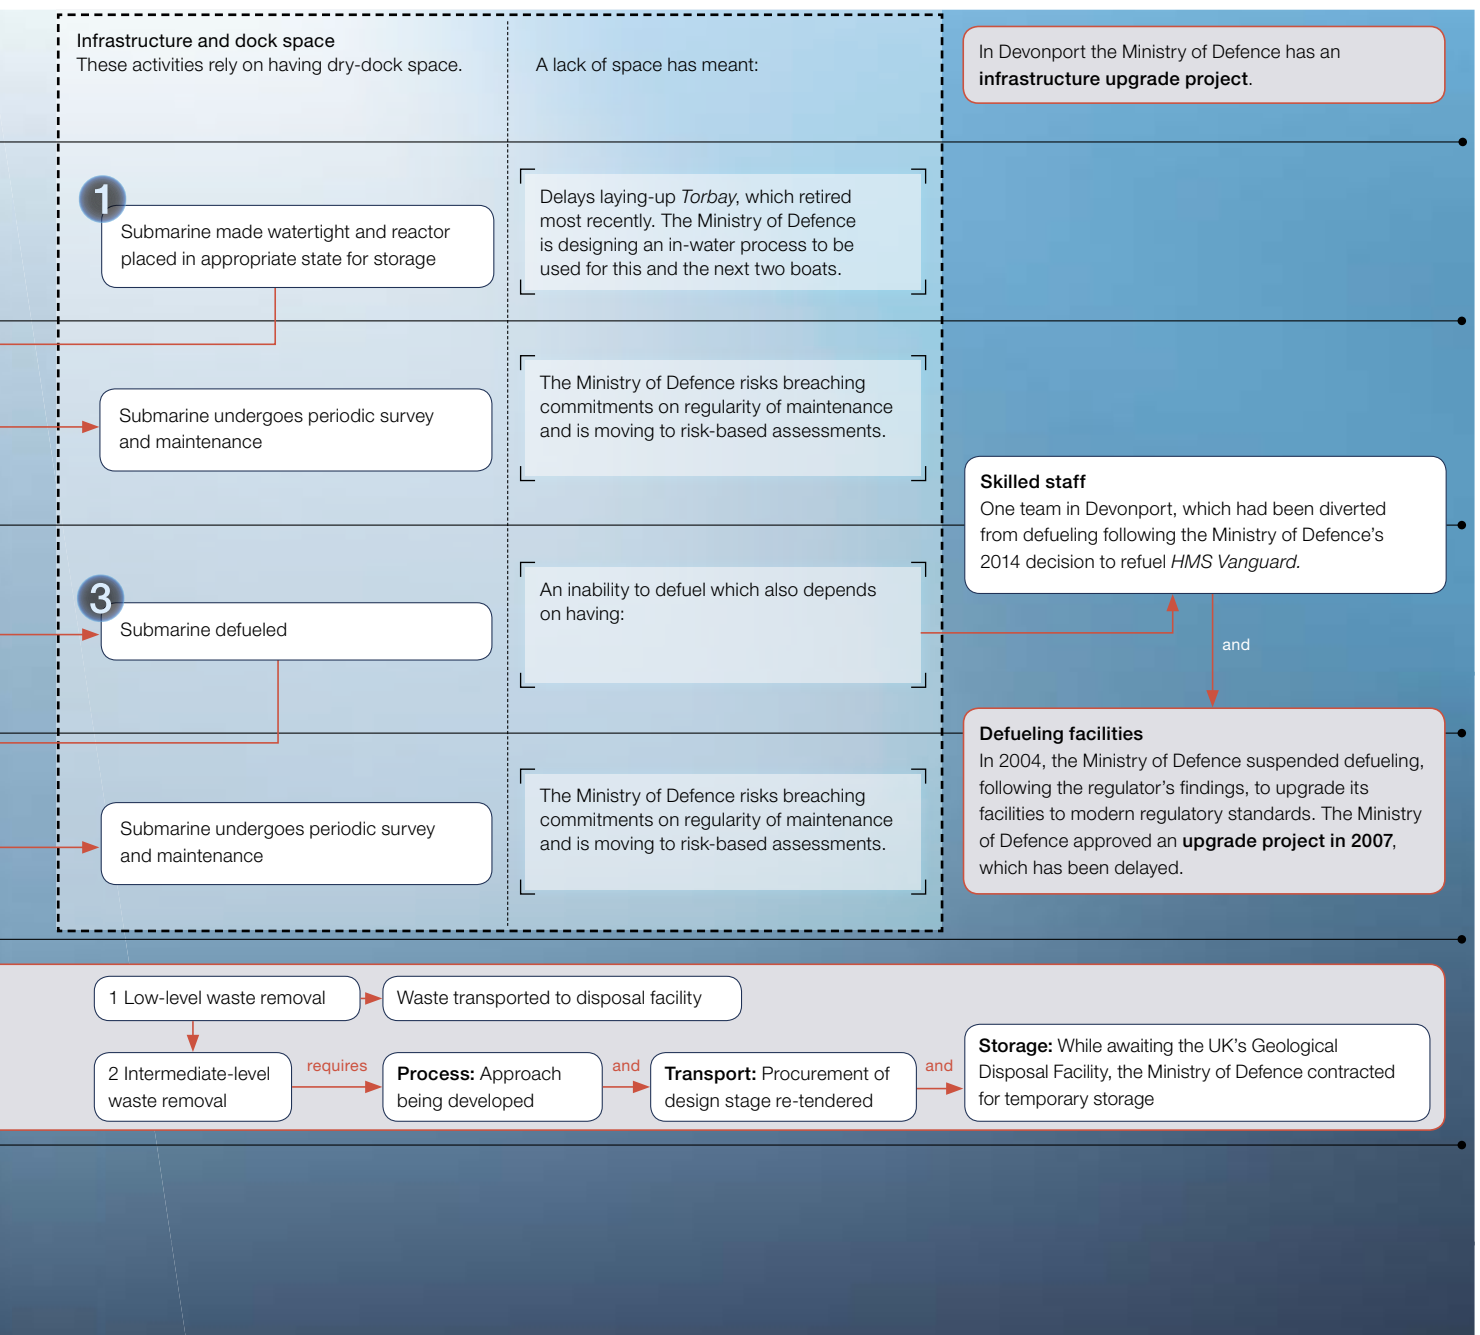 Infrastructure and dock space
These activities rely on having dry-dock space.
A lack of space has meant:
In Devonport the Ministry of Defence has an
infrastructure upgrade project.
1
Submarine made watertight and reactor
placed in appropriate state for storage
Delays laying-up Torbay, which retired
most recently. The Ministry of Defence
is designing an in-water process to be
used for this and the next two boats.
Submarine undergoes periodic survey
and maintenance
The Ministry of Defence risks breaching
commitments on regularity of maintenance
and is moving to risk-based assessments.
Skilled staff
One team in Devonport, which had been diverted
from defueling following the Ministry of Defence's
2014 decision to refuel HMS Vanguard.
3
Submarine defueled
An inability to defuel which also depends
on having:
and
Defueling facilities
In 2004, the Ministry of Defence suspended defueling,
following the regulator's findings, to upgrade its
facilities to modern regulatory standards. The Ministry
of Defence approved an upgrade project in 2007,
which has been delayed.
Submarine undergoes periodic survey
and maintenance
The Ministry of Defence risks breaching
commitments on regularity of maintenance
and is moving to risk-based assessments.
1 Low-level waste removal
Waste transported to disposal facility
2 Intermediate-level
waste removal
requires
Process: Approach
being developed
and
Transport: Procurement of
design stage re-tendered
and
Storage: While awaiting the UK's Geological
Disposal Facility, the Ministry of Defence contracted
for temporary storage